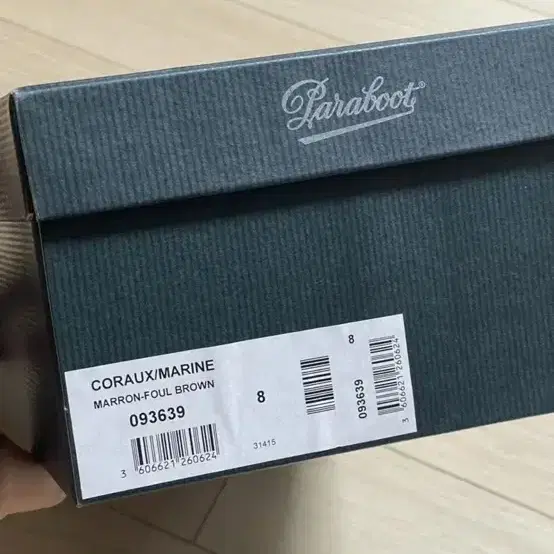 Paraboot®
CORAUX/MARINE
MARRON-FOUL BROWN
093639
3 606621 260624
8
31415
8
093639
3 606621 260624